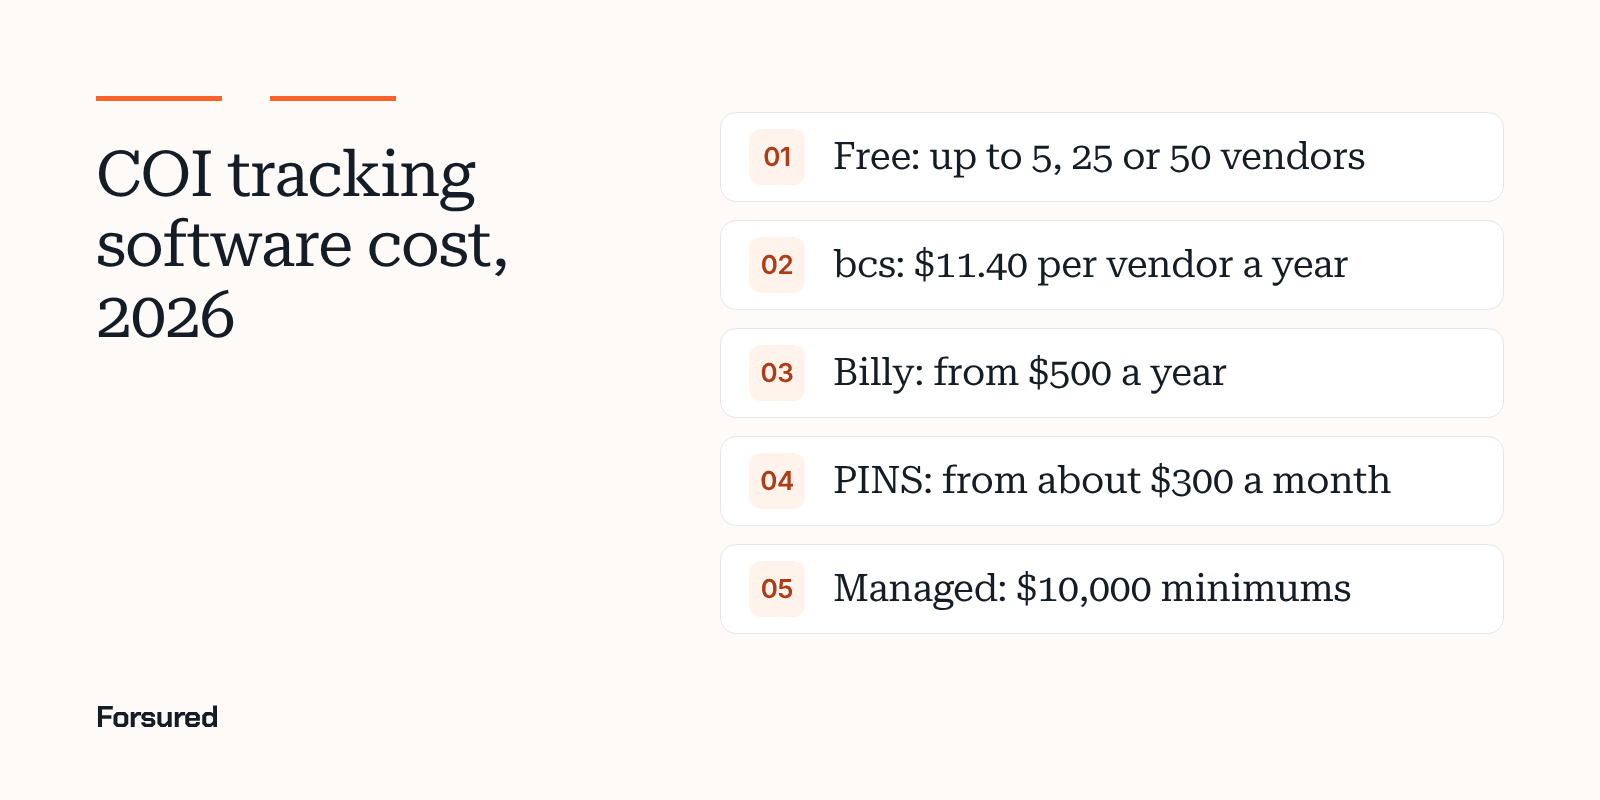 COI tracking
software cost,
2026
01 Free: up to 5, 25 or 50 vendors
02 bcs: $11.40 per vendor a year
03 Billy: from $500 a year
04 PINS: from about $300 a month
05 Managed: $10,000 minimums
Forsured